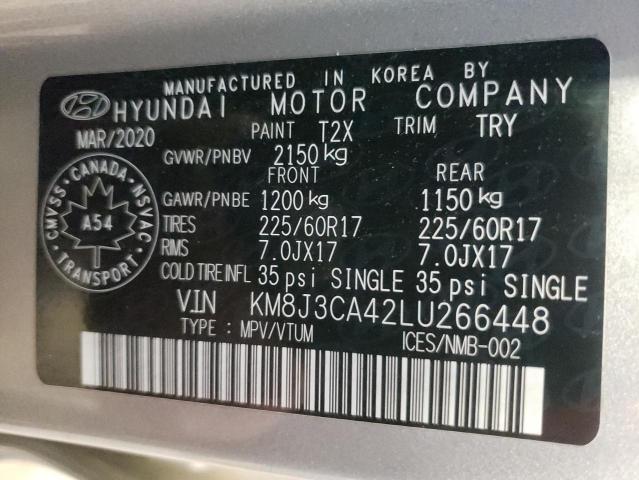 MANUFACTURED IN KOREA BY
HYUNDAI MOTOR COMPANY
MAR/2020 PAINT T2X TRIM TRY
GVWR/PNBV 2150 kg
FRONT REAR
GAWR/PNBE 1200 kg 1150 kg
TIRES 225/60R17 225/60R17
RIMS 7.0JX17 7.0JX17
COLD TIRE INFL 35 psi SINGLE 35 psi SINGLE
VIN KM8J3CA42LU266448
TYPE : MPV/VTUM ICES/NMB-002
CMVSS · CANADA · NSVAC · TRANSPORT ·
A54